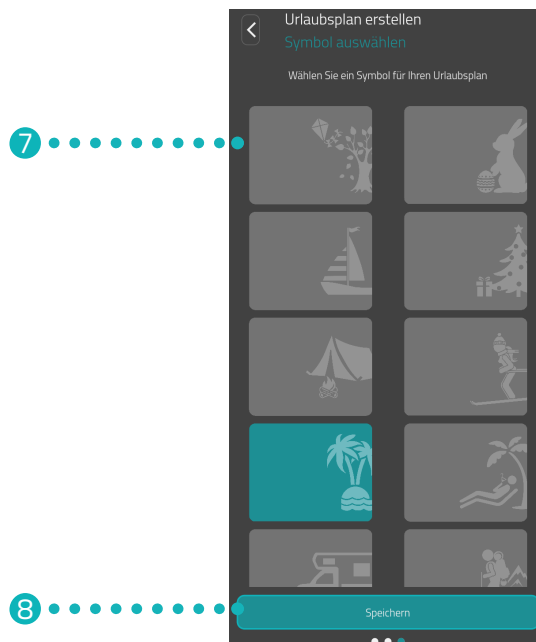 Urlaubsplan erstellen
Symbol auswählen
Wählen Sie ein Symbol für Ihren Urlaubsplan
7
8
Speichern